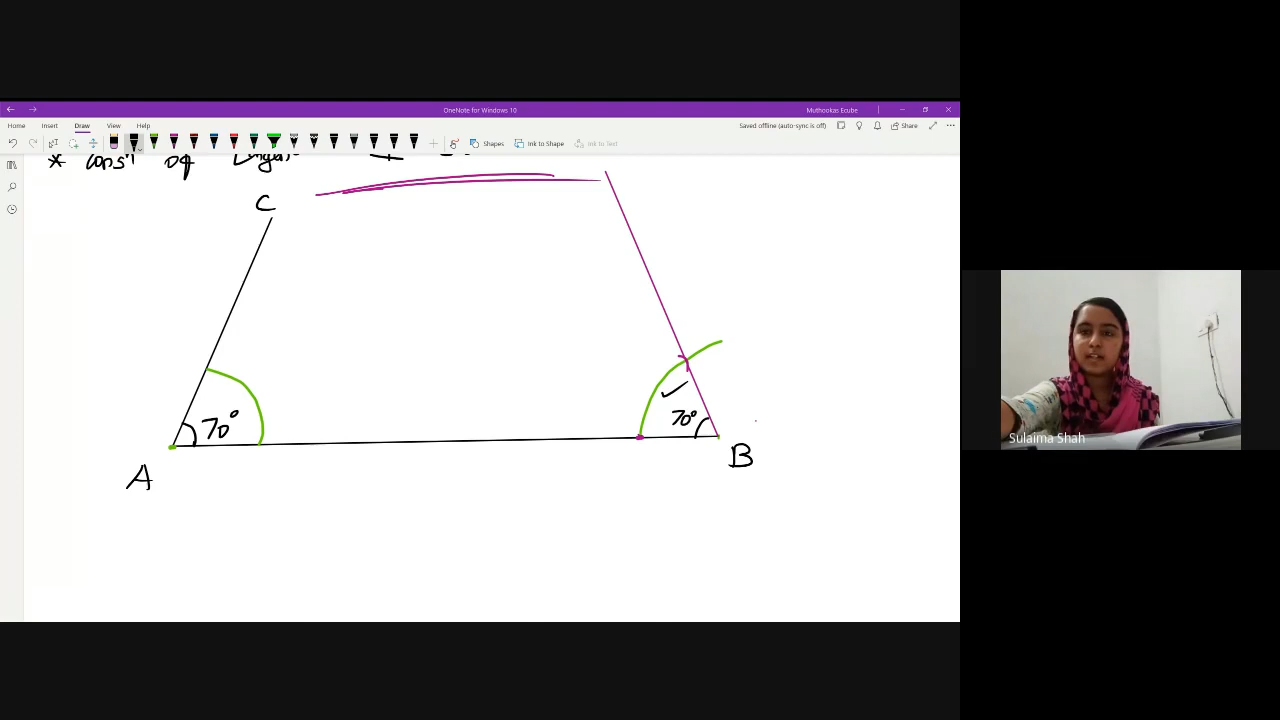 OneNote for Windows 10
Muthookas Ecube
Home Insert Draw View Help
Saved offline (auto-sync is off)
Share
Shapes
Ink to Shape
Ink to Text
* of
C
70°
70°
A
B
Sulaima Shah